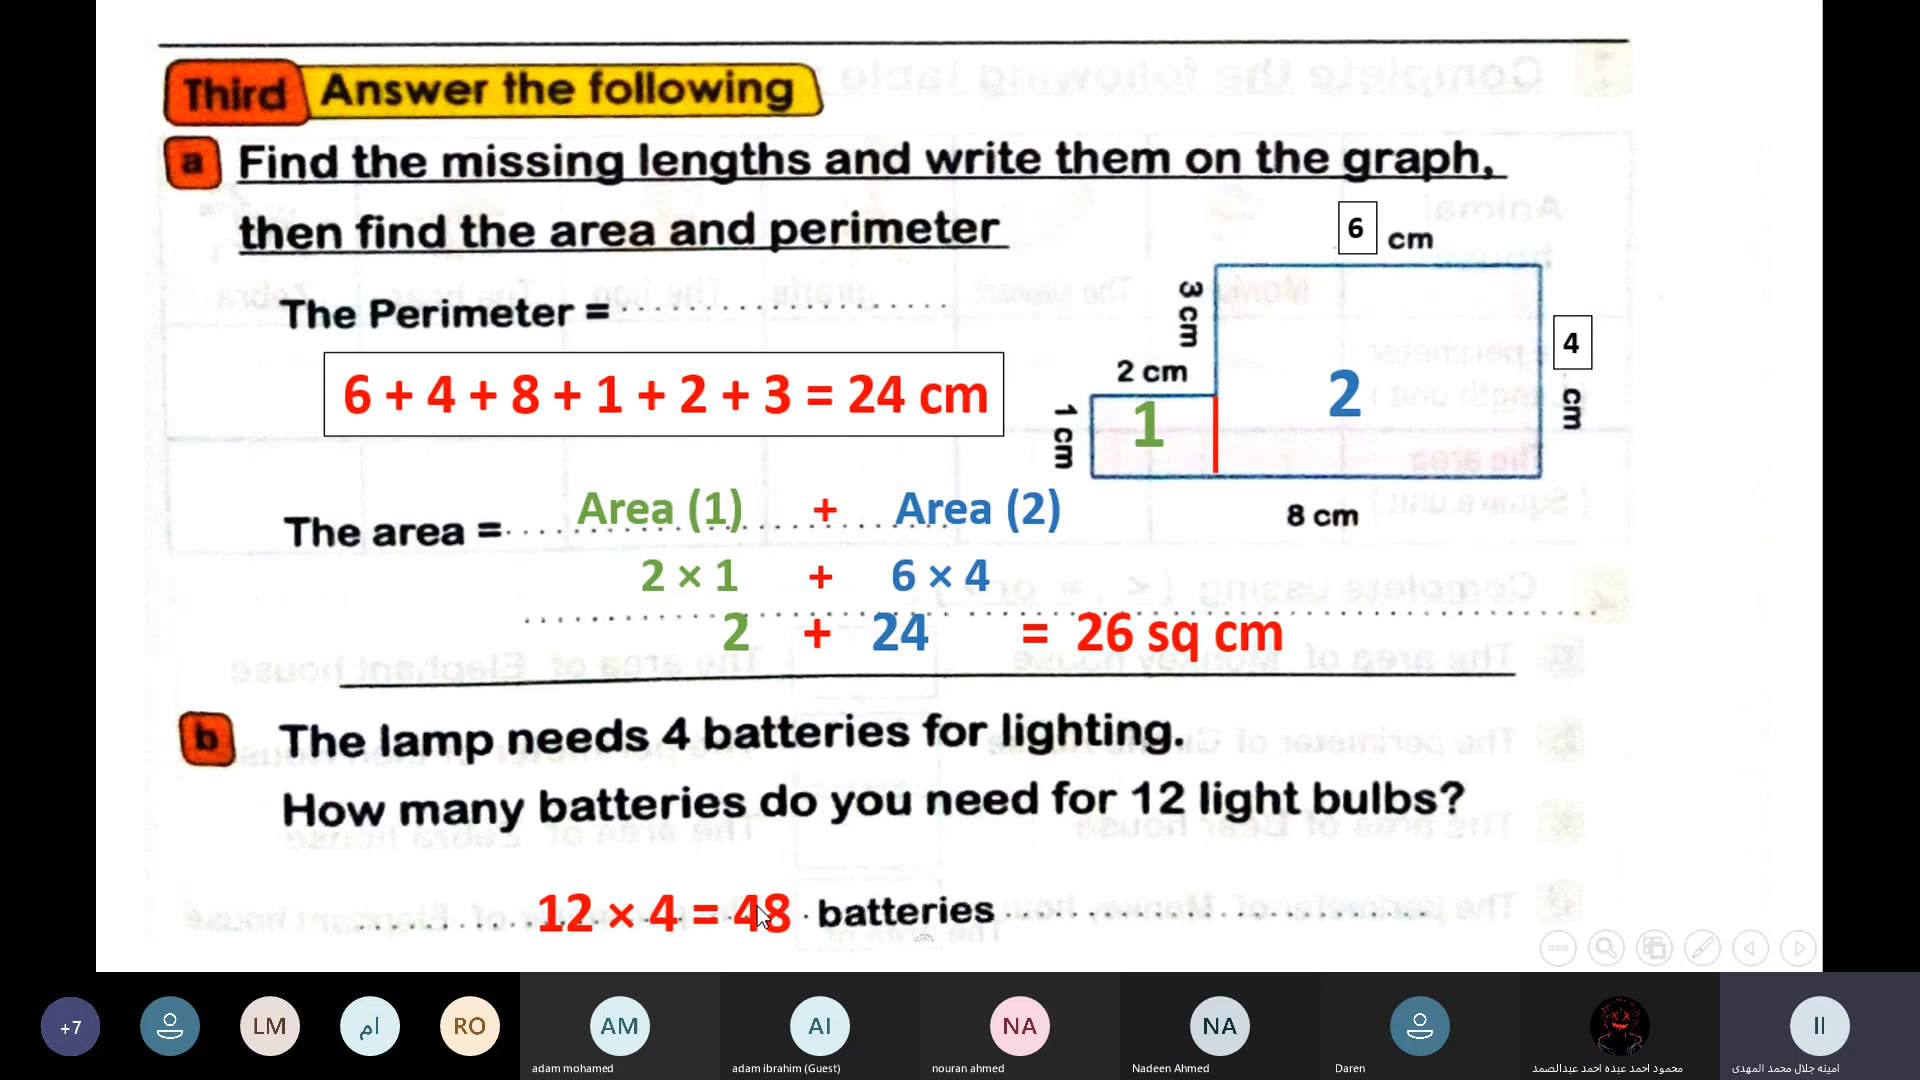 Third Answer the following
a Find the missing lengths and write them on the graph,
then find the area and perimeter
6 cm
The Perimeter =
3 cm
4 cm
6 + 4 + 8 + 1 + 2 + 3 = 24 cm
2 cm
2
1 cm
1
8 cm
The area = Area (1) + Area (2)
2 × 1 + 6 × 4
2 + 24 = 26 sq cm
b The lamp needs 4 batteries for lighting.
How many batteries do you need for 12 light bulbs?
12 × 4 = 48 batteries
+7
LM
ام
RO
AM
adam mohamed
AI
adam ibrahim (Guest)
NA
nouran ahmed
NA
Nadeen Ahmed
Daren
محمود احمد عبده احمد عبدالصمد
اا
امينه جلال محمد المهدى